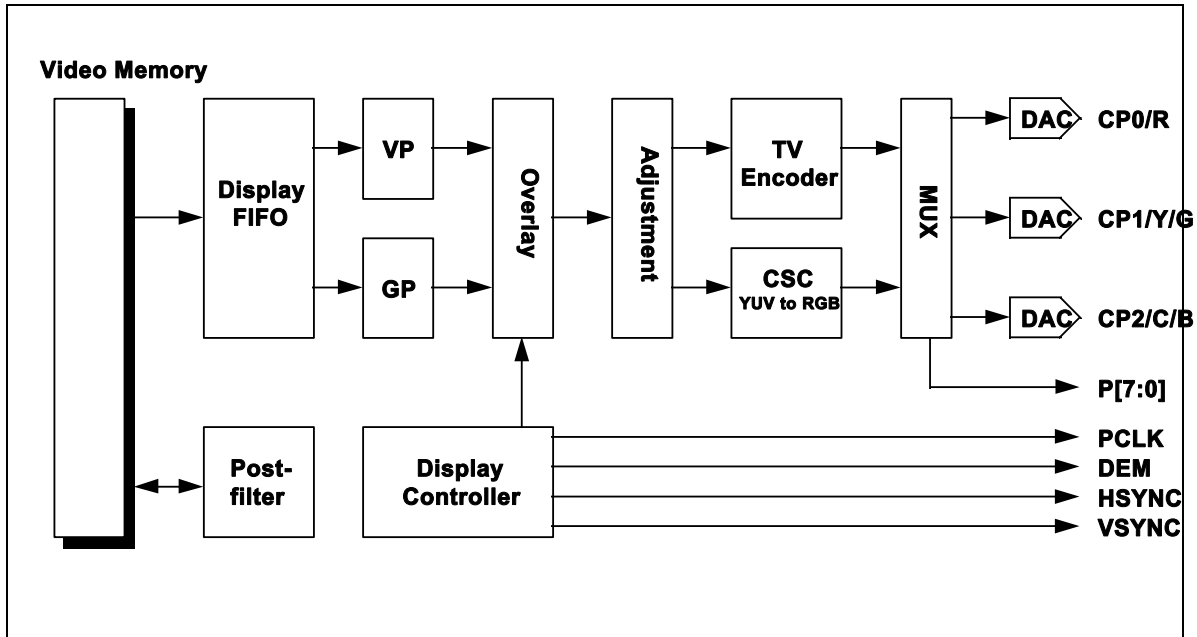 Video Memory
Display
FIFO
VP
GP
Overlay
Adjustment
TV
Encoder
CSC
YUV to RGB
MUX
DAC
CP0/R
DAC
CP1/Y/G
DAC
CP2/C/B
P[7:0]
Post-
filter
Display
Controller
PCLK
DEM
HSYNC
VSYNC